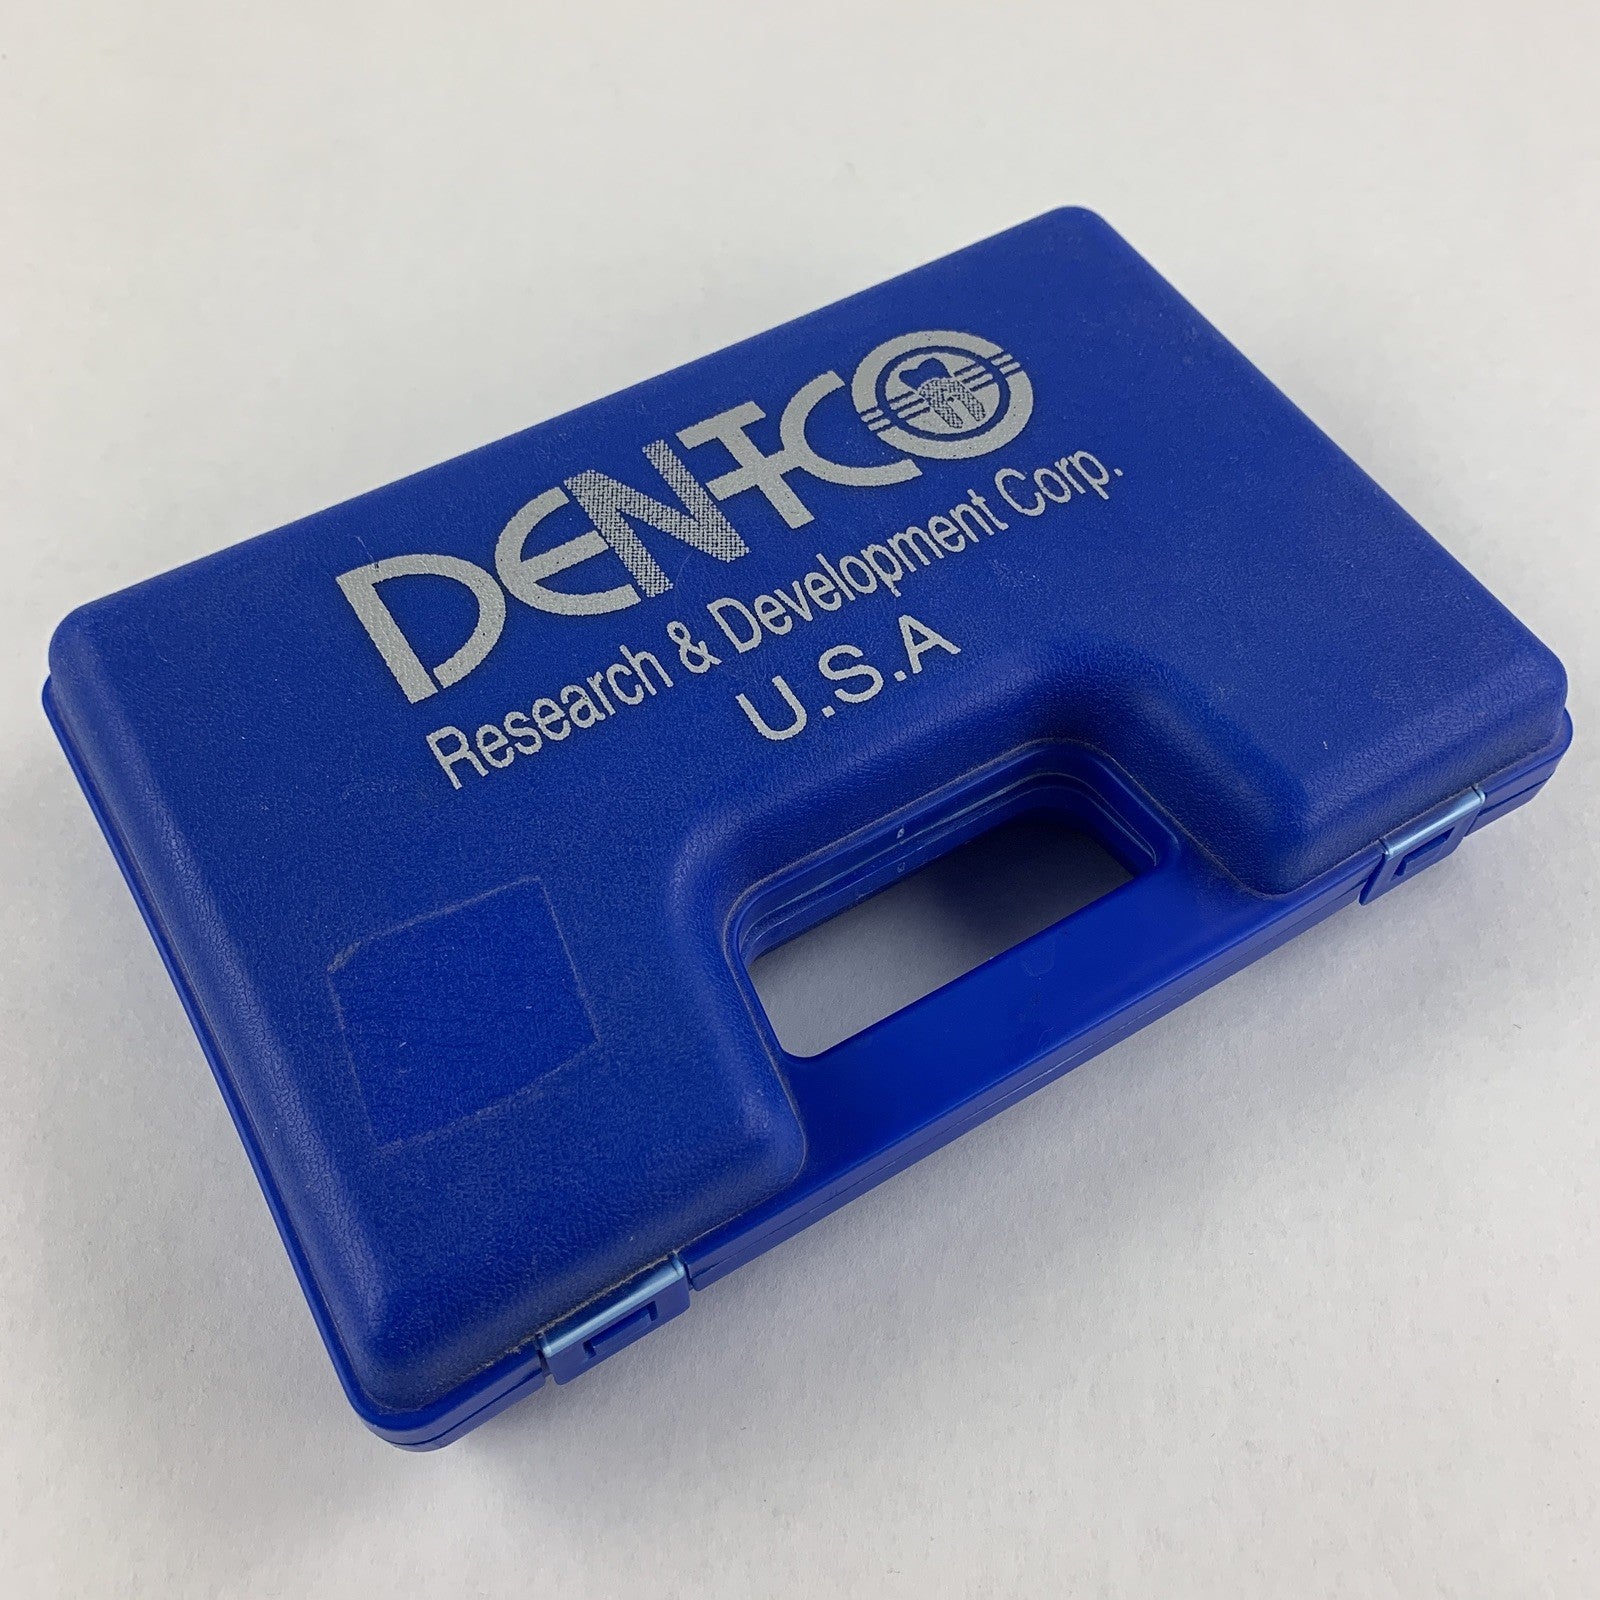 DENTCO
Research & Development Corp.
U.S.A